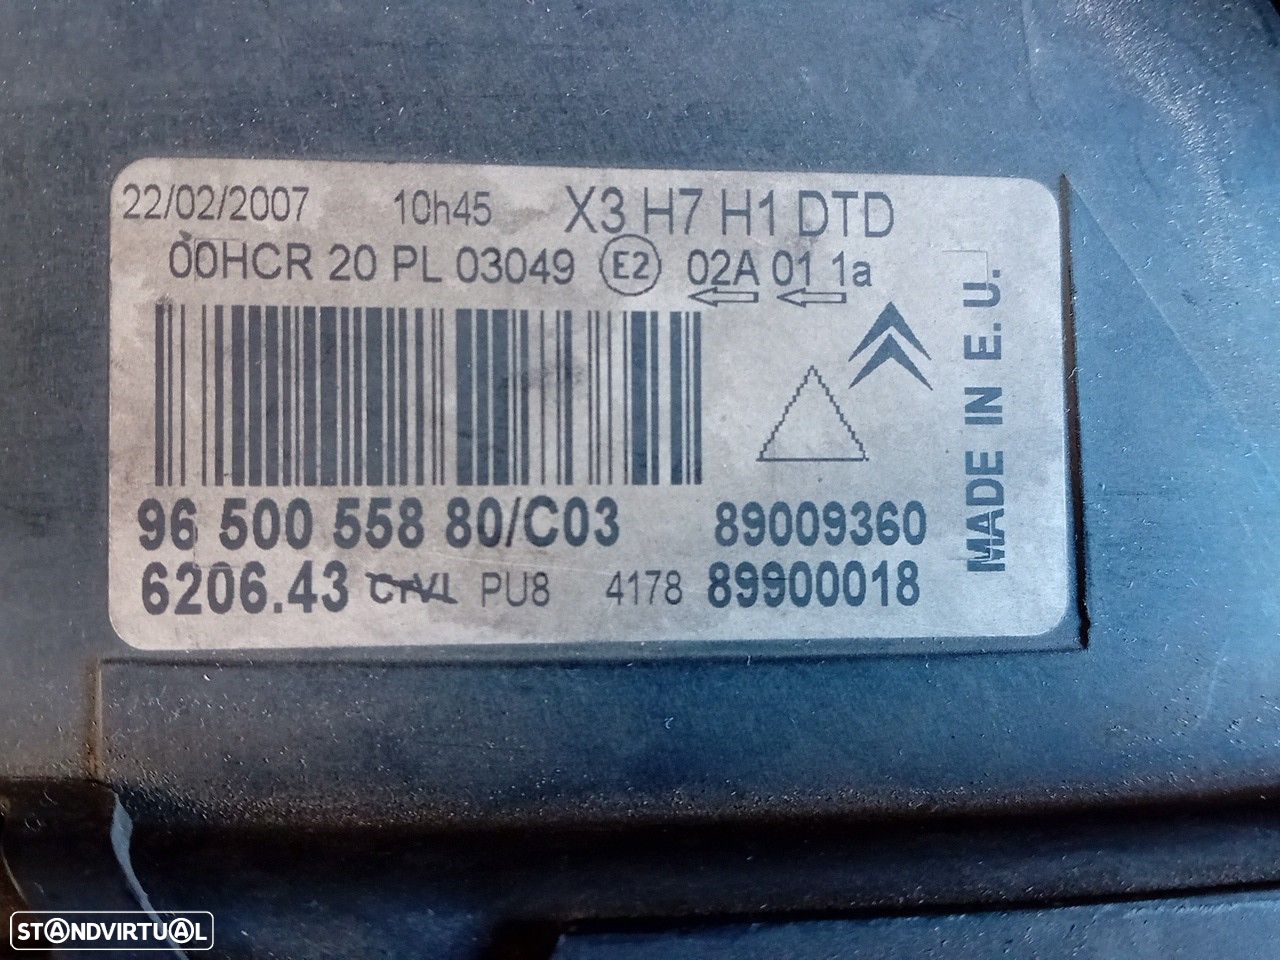 22/02/2007 10h45 X3 H7 H1 DTD
00HCR 20 PL 03049 E2 02A 01 1a
96 500 558 80/C03 89009360
6206.43 PU8 4178 89900018
MADE IN E. U.
STANDVIRTUAL